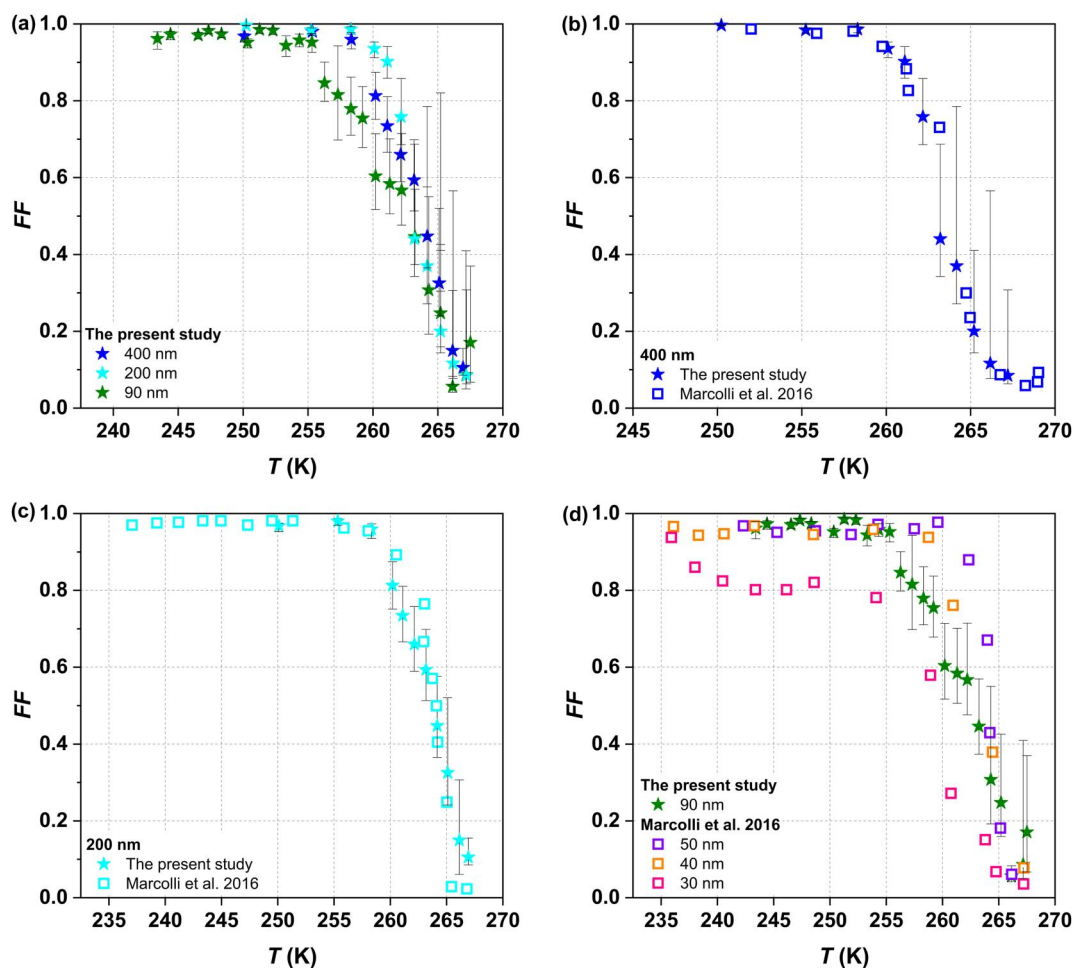 (a)
1.0
0.8
0.6
0.4
0.2
0.0
FF
The present study
400 nm
200 nm
90 nm
240 245 250 255 260 265 270
T (K)
(b)
1.0
0.8
0.6
0.4
0.2
0.0
FF
400 nm
The present study
Marcolli et al. 2016
245 250 255 260 265 270
T (K)
(c)
1.0
0.8
0.6
0.4
0.2
0.0
FF
200 nm
The present study
Marcolli et al. 2016
235 240 245 250 255 260 265 270
T (K)
(d)
1.0
0.8
0.6
0.4
0.2
0.0
FF
The present study
90 nm
Marcolli et al. 2016
50 nm
40 nm
30 nm
235 240 245 250 255 260 265 270
T (K)